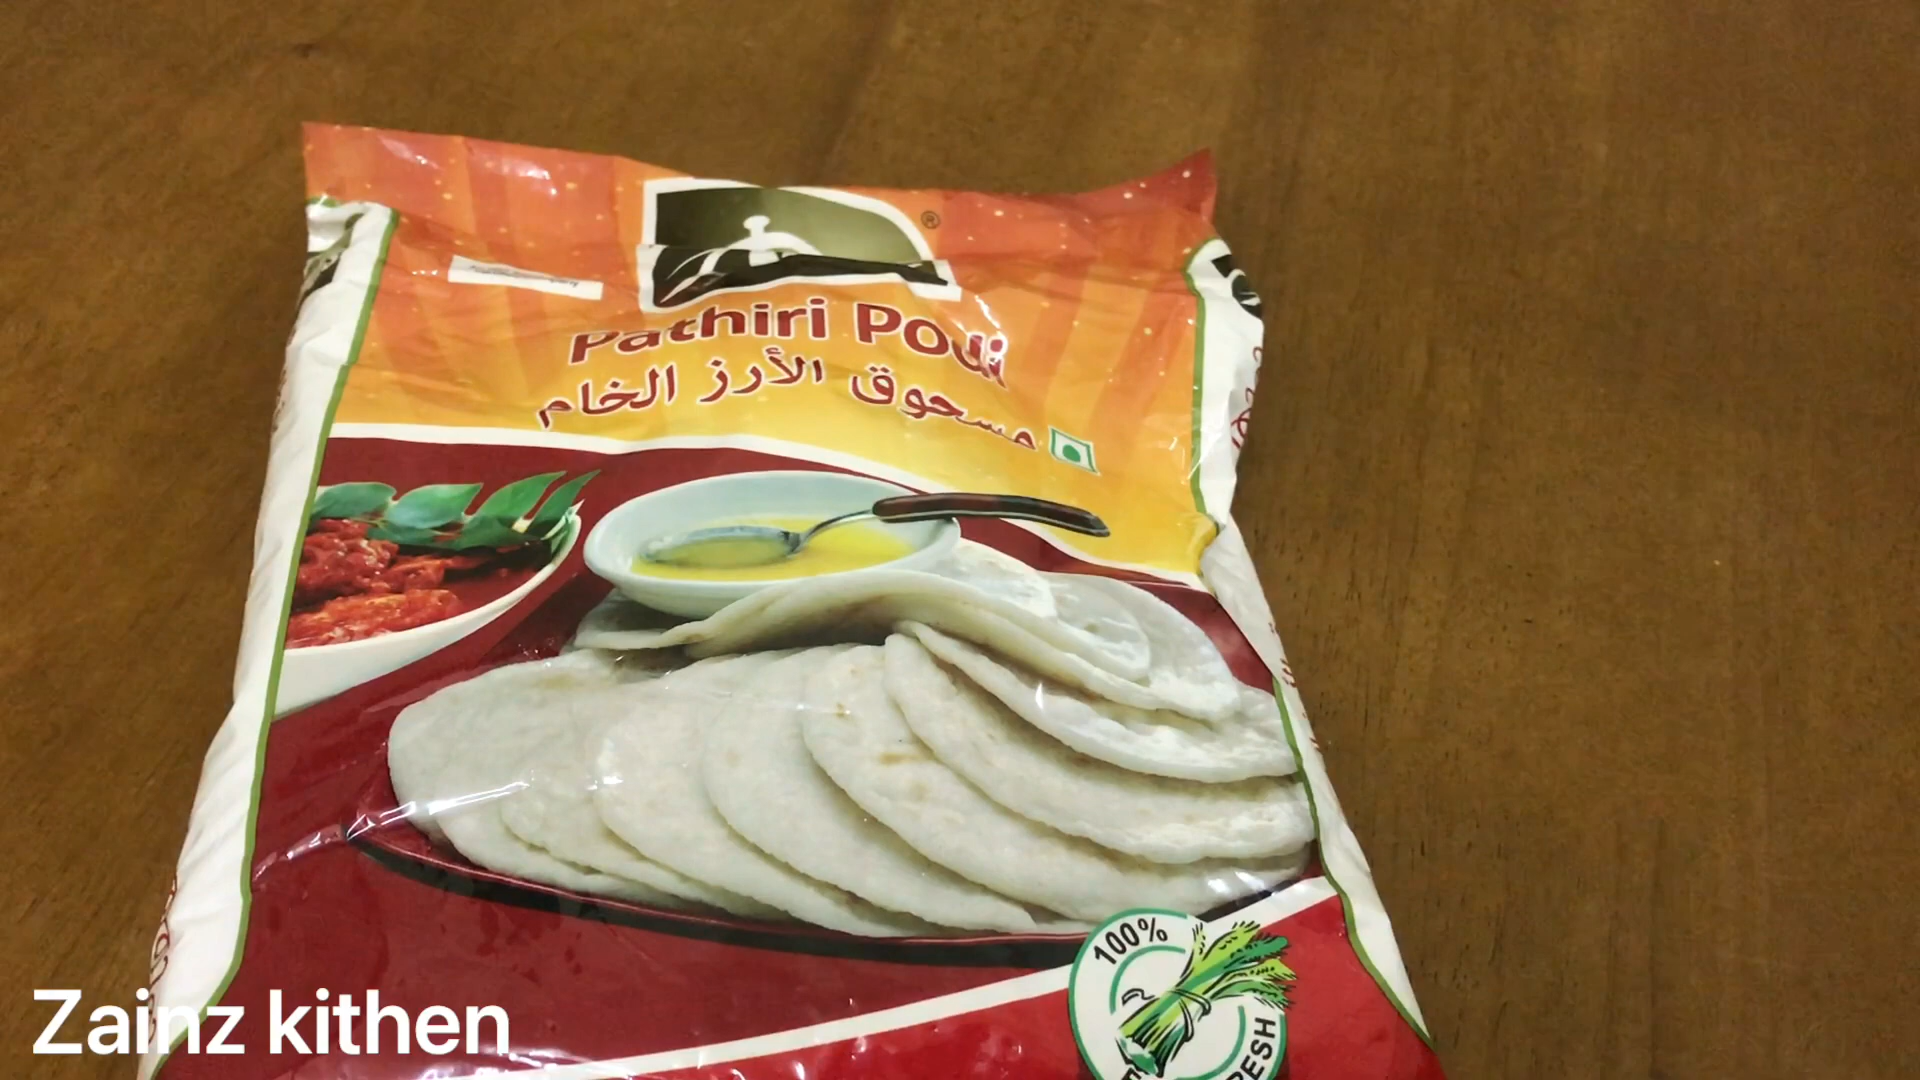 ®
Pathiri Podi
مسحوق الأرز الخام
100%
Zainz kithen